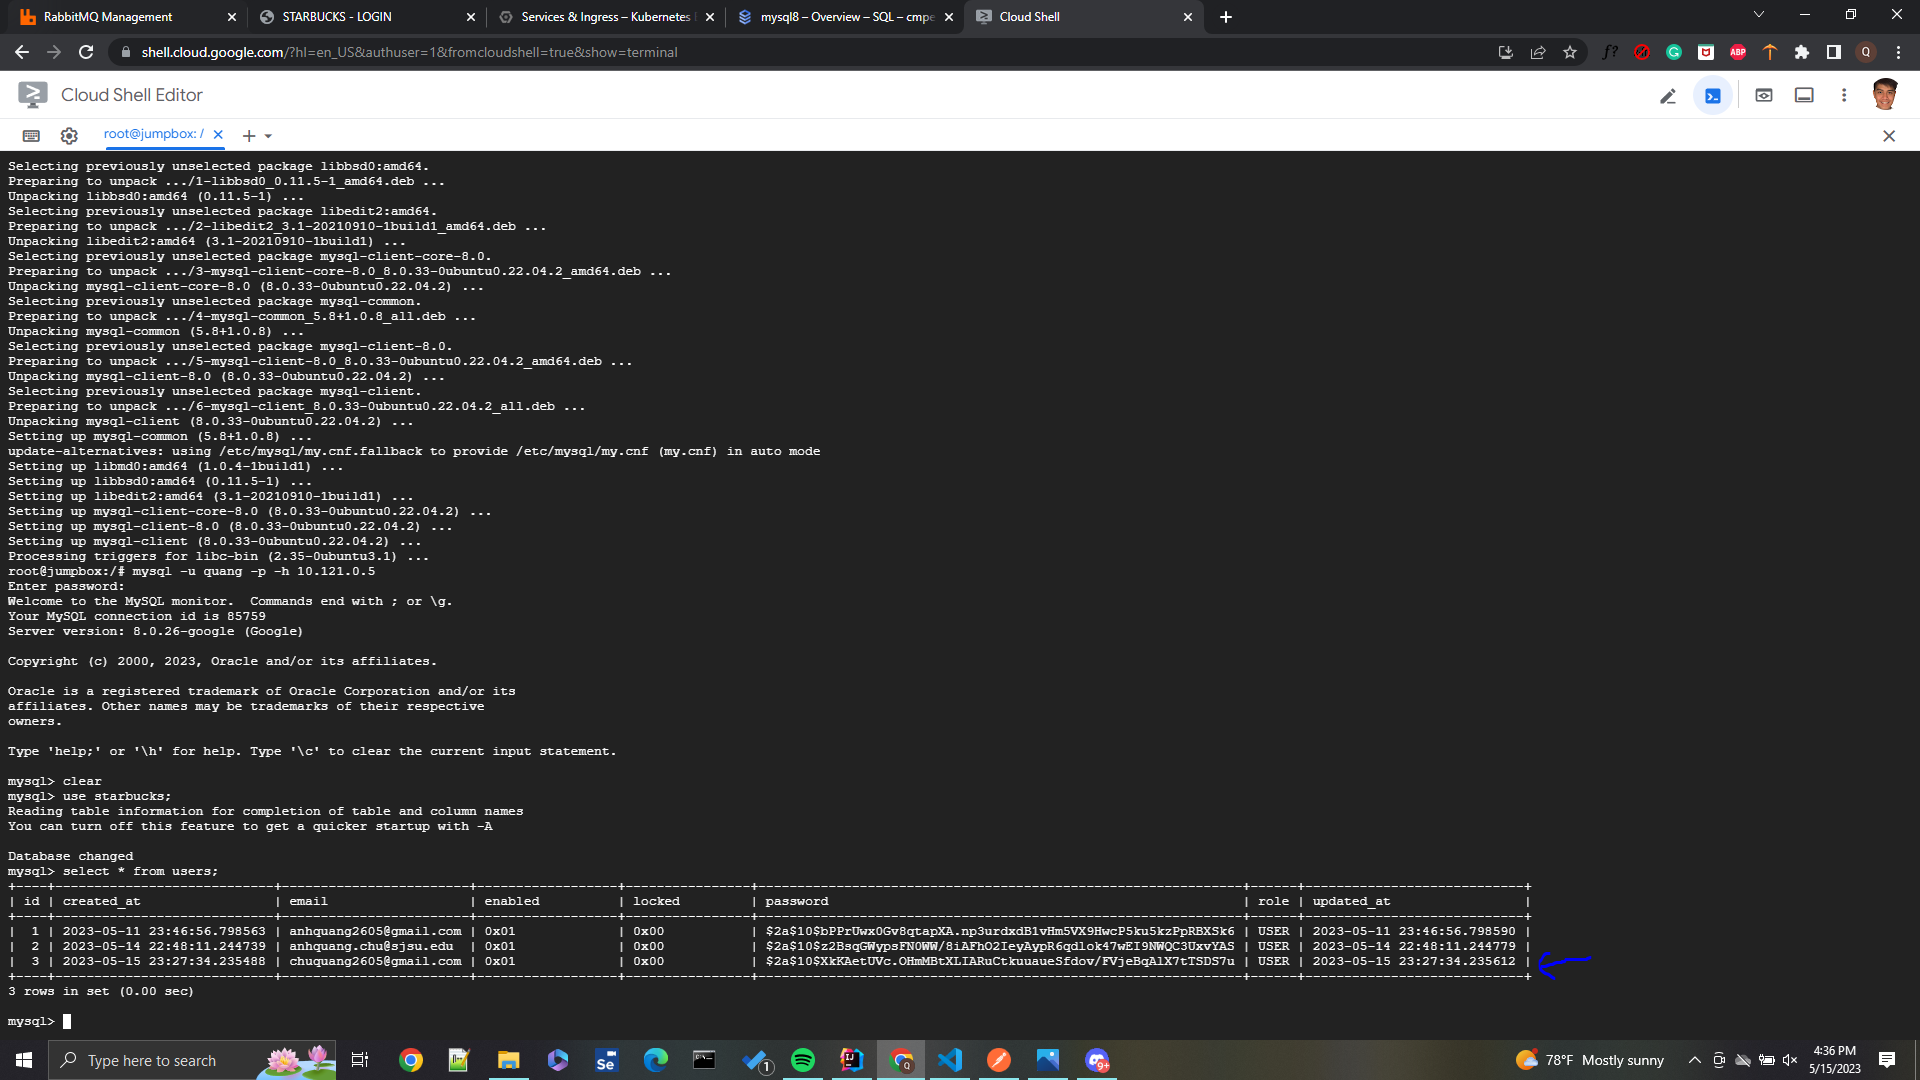 RabbitMQ Management
STARBUCKS - LOGIN
Services & Ingress – Kubernetes
mysql8 – Overview – SQL – cmpe
Cloud Shell
shell.cloud.google.com/?hl=en_US&authuser=1&fromcloudshell=true&show=terminal
Cloud Shell Editor
root@jumpbox: /
Selecting previously unselected package libbsd0:amd64.
Preparing to unpack .../1-libbsd0_0.11.5-1_amd64.deb ...
Unpacking libbsd0:amd64 (0.11.5-1) ...
Selecting previously unselected package libedit2:amd64.
Preparing to unpack .../2-libedit2_3.1-20210910-1build1_amd64.deb ...
Unpacking libedit2:amd64 (3.1-20210910-1build1) ...
Selecting previously unselected package mysql-client-core-8.0.
Preparing to unpack .../3-mysql-client-core-8.0_8.0.33-0ubuntu0.22.04.2_amd64.deb ...
Unpacking mysql-client-core-8.0 (8.0.33-0ubuntu0.22.04.2) ...
Selecting previously unselected package mysql-common.
Preparing to unpack .../4-mysql-common_5.8+1.0.8_all.deb ...
Unpacking mysql-common (5.8+1.0.8) ...
Selecting previously unselected package mysql-client-8.0.
Preparing to unpack .../5-mysql-client-8.0_8.0.33-0ubuntu0.22.04.2_amd64.deb ...
Unpacking mysql-client-8.0 (8.0.33-0ubuntu0.22.04.2) ...
Selecting previously unselected package mysql-client.
Preparing to unpack .../6-mysql-client_8.0.33-0ubuntu0.22.04.2_all.deb ...
Unpacking mysql-client (8.0.33-0ubuntu0.22.04.2) ...
Setting up mysql-common (5.8+1.0.8) ...
update-alternatives: using /etc/mysql/my.cnf.fallback to provide /etc/mysql/my.cnf (my.cnf) in auto mode
Setting up libmd0:amd64 (1.0.4-1build1) ...
Setting up libbsd0:amd64 (0.11.5-1) ...
Setting up libedit2:amd64 (3.1-20210910-1build1) ...
Setting up mysql-client-core-8.0 (8.0.33-0ubuntu0.22.04.2) ...
Setting up mysql-client-8.0 (8.0.33-0ubuntu0.22.04.2) ...
Setting up mysql-client (8.0.33-0ubuntu0.22.04.2) ...
Processing triggers for libc-bin (2.35-0ubuntu3.1) ...
root@jumpbox:/# mysql -u quang -p -h 10.121.0.5
Enter password:
Welcome to the MySQL monitor.  Commands end with ; or \g.
Your MySQL connection id is 85759
Server version: 8.0.26-google (Google)
Copyright (c) 2000, 2023, Oracle and/or its affiliates.
Oracle is a registered trademark of Oracle Corporation and/or its
affiliates. Other names may be trademarks of their respective
owners.
Type 'help;' or '\h' for help. Type '\c' to clear the current input statement.
mysql> clear
mysql> use starbucks;
Reading table information for completion of table and column names
You can turn off this feature to get a quicker startup with -A
Database changed
mysql> select * from users;
| id | created_at | email | enabled | locked | password | role | updated_at |
| 1 | 2023-05-11 23:46:56.798563 | anhquang2605@gmail.com | 0x01 | 0x00 | $2a$10$bPPrUwx0Gv8qtapXA.np3urdxdB1vHm5VX9HwcP5ku5kzPpRBXSk6 | USER | 2023-05-11 23:46:56.798590 |
| 2 | 2023-05-14 22:48:11.244739 | anhquang.chu@sjsu.edu | 0x01 | 0x00 | $2a$10$z2BsqGWypsFN0WW/8iAFhO2IeyAypR6qdlok47wEI9NWQC3UxvYAS | USER | 2023-05-14 22:48:11.244779 |
| 3 | 2023-05-15 23:27:34.235488 | chuquang2605@gmail.com | 0x01 | 0x00 | $2a$10$XkKAetUVc.OHmMBtXLIARuCtkuuaueSfdov/FVjeBqAlX7tTSDS7u | USER | 2023-05-15 23:27:34.235612 |
3 rows in set (0.00 sec)
mysql>
Type here to search
78°F Mostly sunny
4:36 PM
5/15/2023